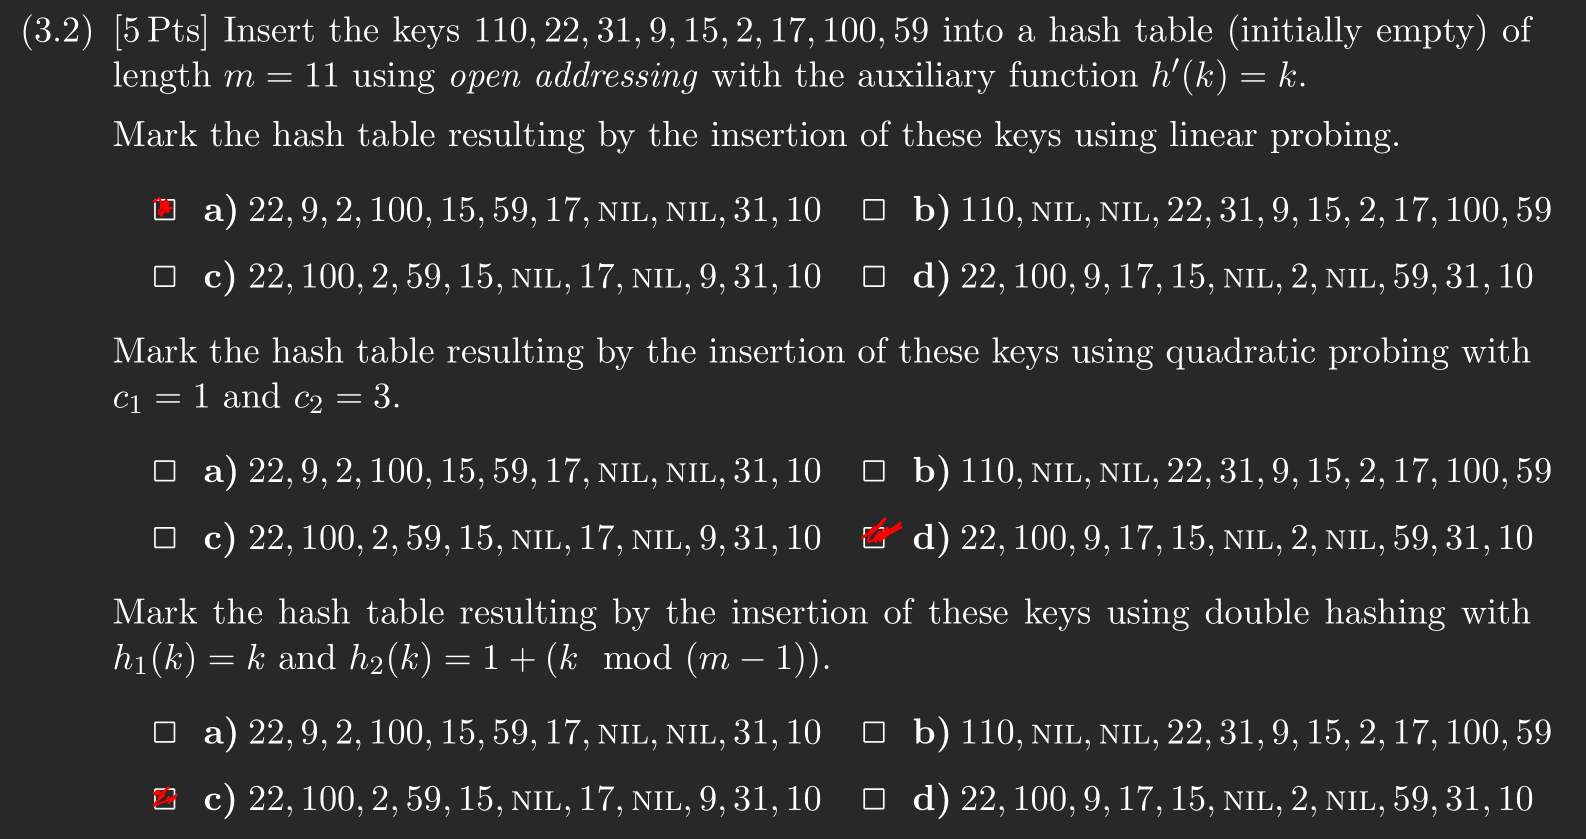 (3.2) [5 Pts] Insert the keys 110, 22, 31, 9, 15, 2, 17, 100, 59 into a hash table (initially empty) of
length m = 11 using open addressing with the auxiliary function h′(k) = k.
Mark the hash table resulting by the insertion of these keys using linear probing.
a) 22, 9, 2, 100, 15, 59, 17, NIL, NIL, 31, 10 □ b) 110, NIL, NIL, 22, 31, 9, 15, 2, 17, 100, 59
□ c) 22, 100, 2, 59, 15, NIL, 17, NIL, 9, 31, 10 □ d) 22, 100, 9, 17, 15, NIL, 2, NIL, 59, 31, 10
Mark the hash table resulting by the insertion of these keys using quadratic probing with
c₁ = 1 and c₂ = 3.
□ a) 22, 9, 2, 100, 15, 59, 17, NIL, NIL, 31, 10 □ b) 110, NIL, NIL, 22, 31, 9, 15, 2, 17, 100, 59
□ c) 22, 100, 2, 59, 15, NIL, 17, NIL, 9, 31, 10 d) 22, 100, 9, 17, 15, NIL, 2, NIL, 59, 31, 10
Mark the hash table resulting by the insertion of these keys using double hashing with
h₁(k) = k and h₂(k) = 1 + (k mod (m − 1)).
□ a) 22, 9, 2, 100, 15, 59, 17, NIL, NIL, 31, 10 □ b) 110, NIL, NIL, 22, 31, 9, 15, 2, 17, 100, 59
c) 22, 100, 2, 59, 15, NIL, 17, NIL, 9, 31, 10 □ d) 22, 100, 9, 17, 15, NIL, 2, NIL, 59, 31, 10